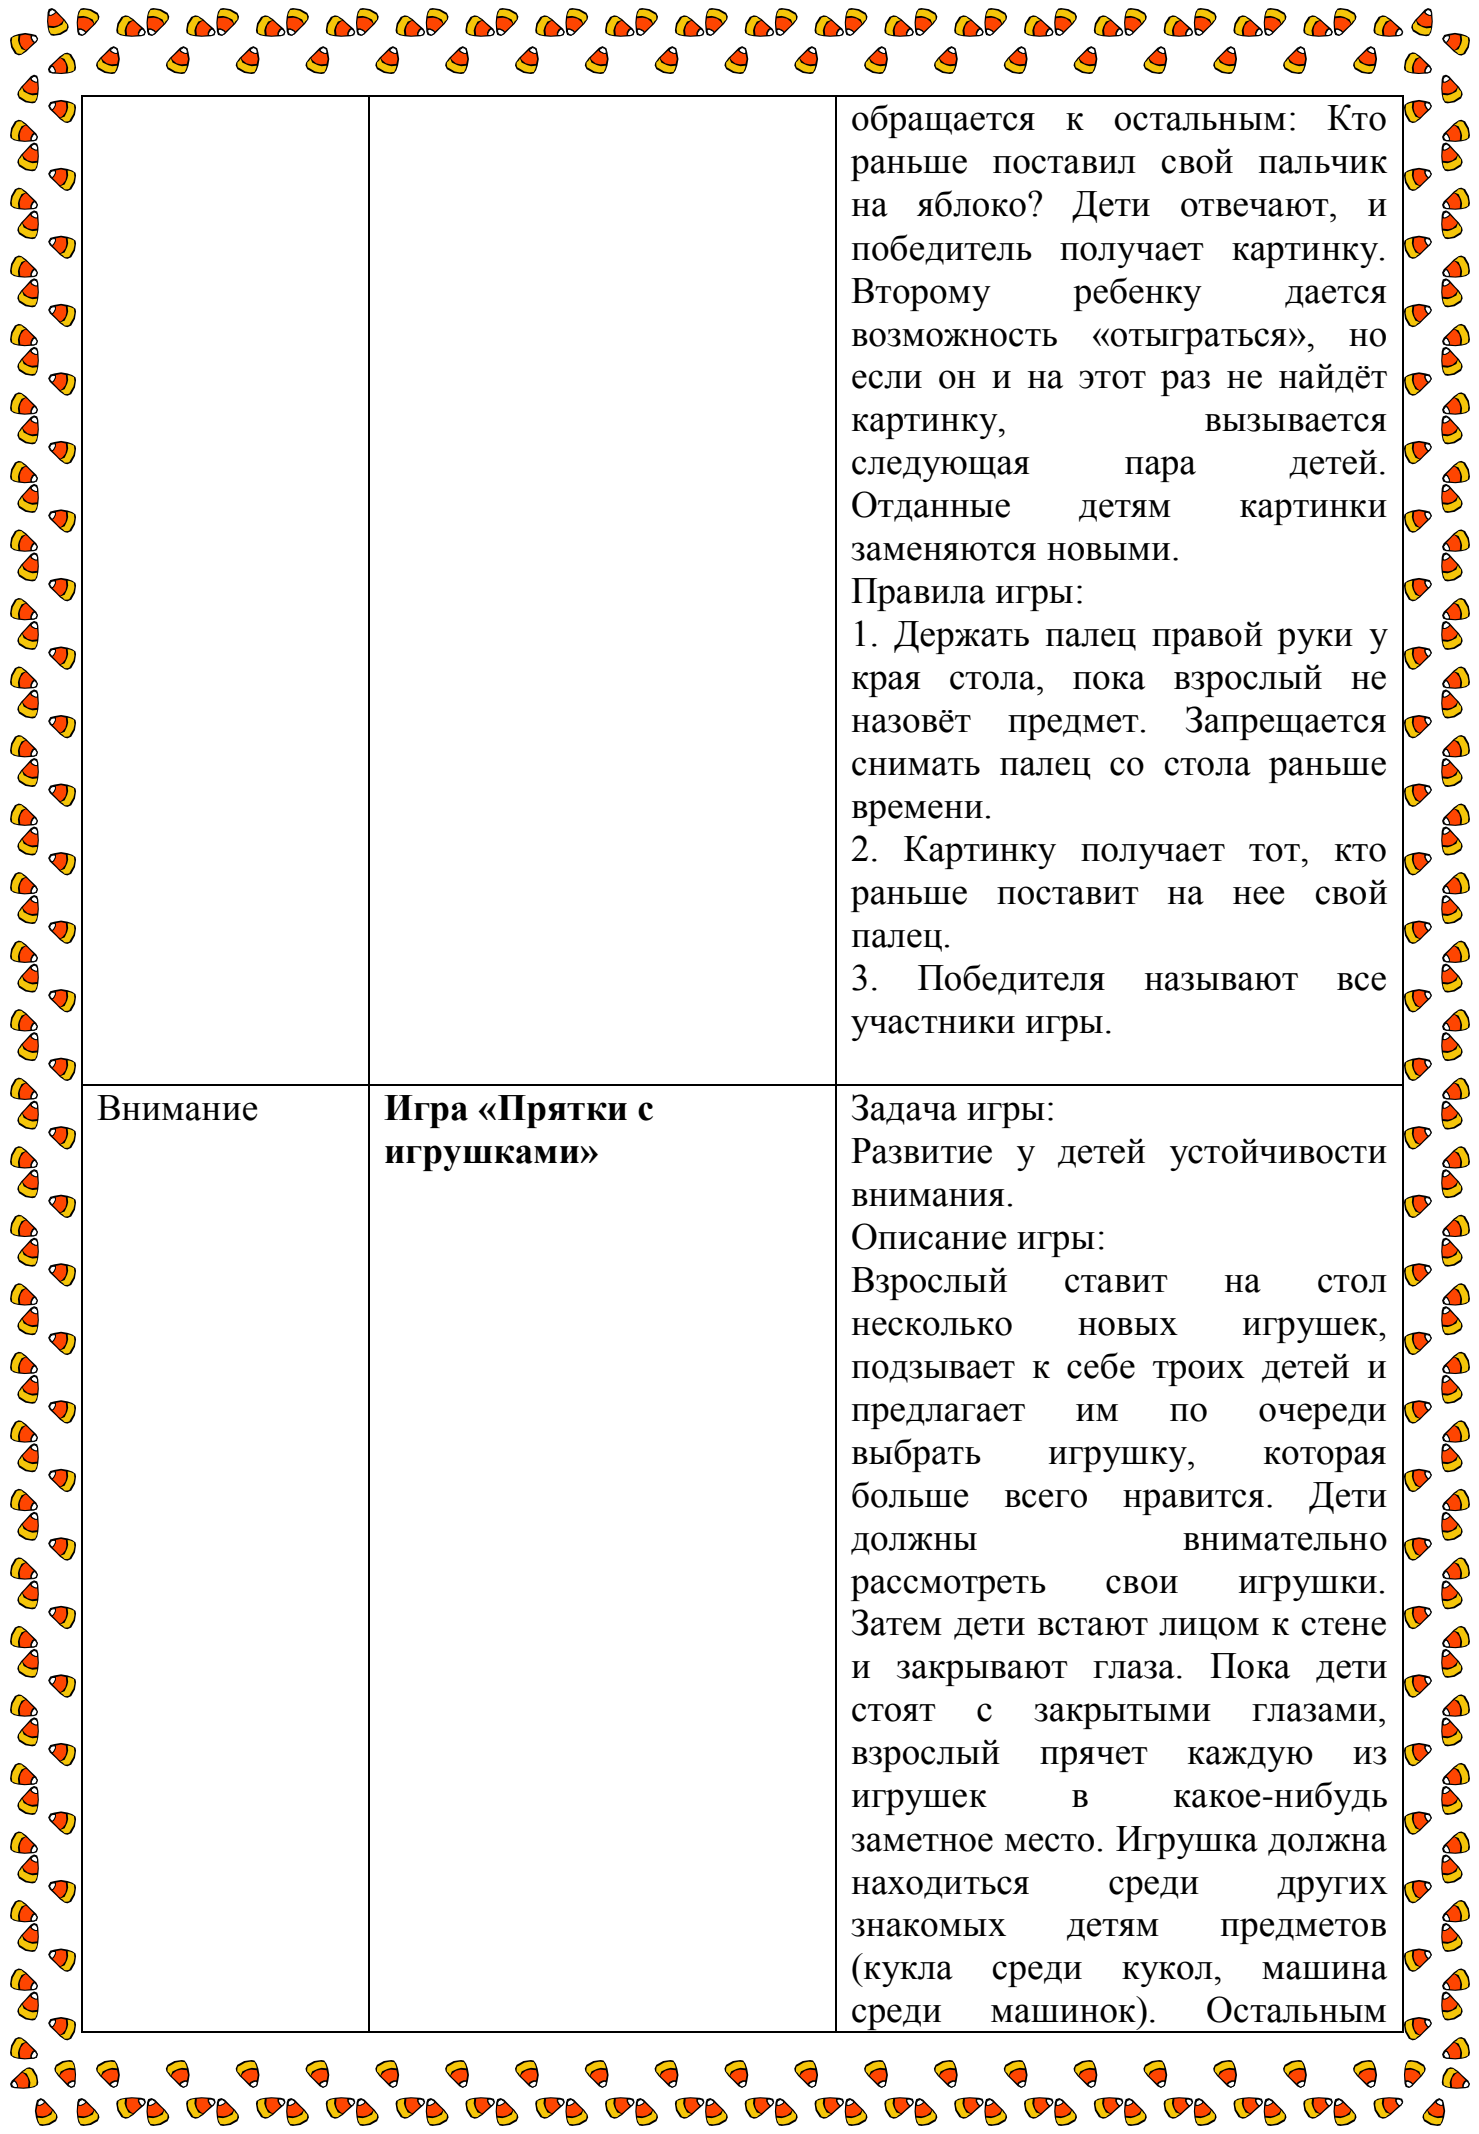 обращается к остальным: Кто
раньше поставил свой пальчик
на яблоко? Дети отвечают, и
победитель получает картинку.
Второму ребенку дается
возможность «отыграться», но
если он и на этот раз не найдёт
картинку, вызывается
следующая пара детей.
Отданные детям картинки
заменяются новыми.
Правила игры:
1. Держать палец правой руки у
края стола, пока взрослый не
назовёт предмет. Запрещается
снимать палец со стола раньше
времени.
2. Картинку получает тот, кто
раньше поставит на нее свой
палец.
3. Победителя называют все
участники игры.
Внимание
Игра «Прятки с
игрушками»
Задача игры:
Развитие у детей устойчивости
внимания.
Описание игры:
Взрослый ставит на стол
несколько новых игрушек,
подзывает к себе троих детей и
предлагает им по очереди
выбрать игрушку, которая
больше всего нравится. Дети
должны внимательно
рассмотреть свои игрушки.
Затем дети встают лицом к стене
и закрывают глаза. Пока дети
стоят с закрытыми глазами,
взрослый прячет каждую из
игрушек в какое-нибудь
заметное место. Игрушка должна
находиться среди других
знакомых детям предметов
(кукла среди кукол, машина
среди машинок). Остальным